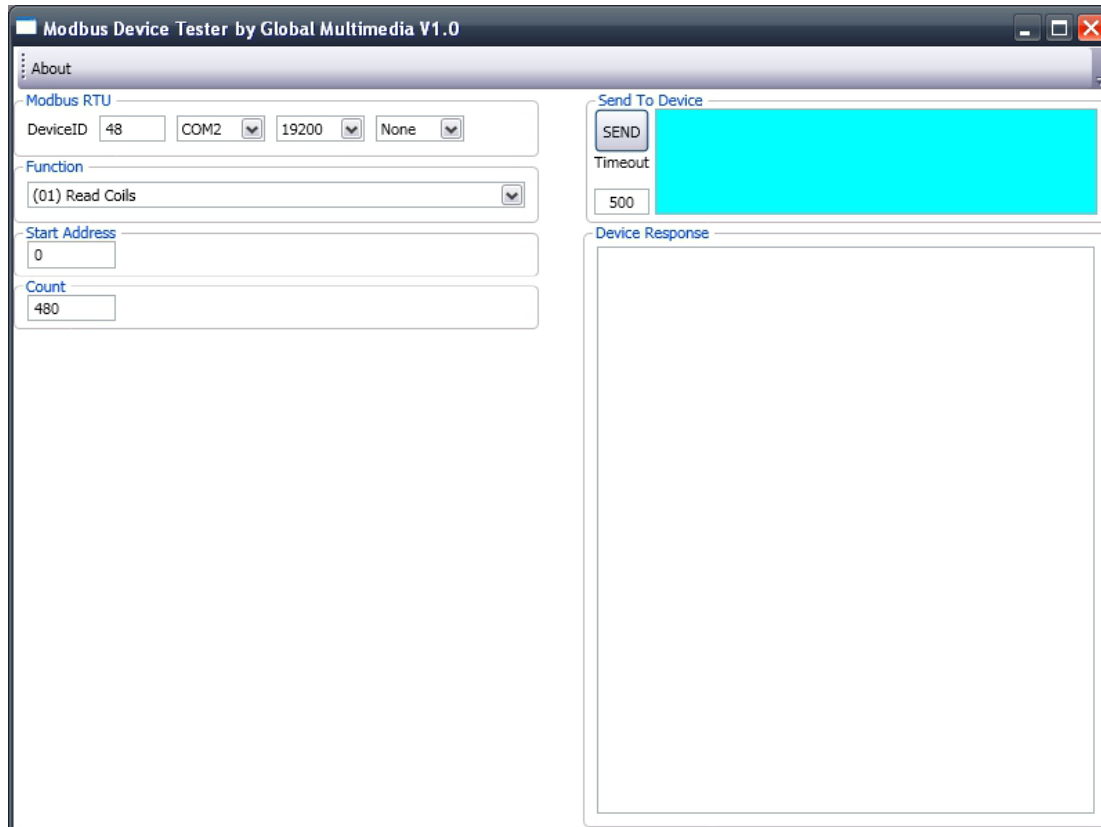 Modbus Device Tester by Global Multimedia V1.0
About
Modbus RTU
DeviceID 48 COM2 19200 None
Function
(01) Read Coils
Start Address
0
Count
480
Send To Device
SEND
Timeout
500
Device Response